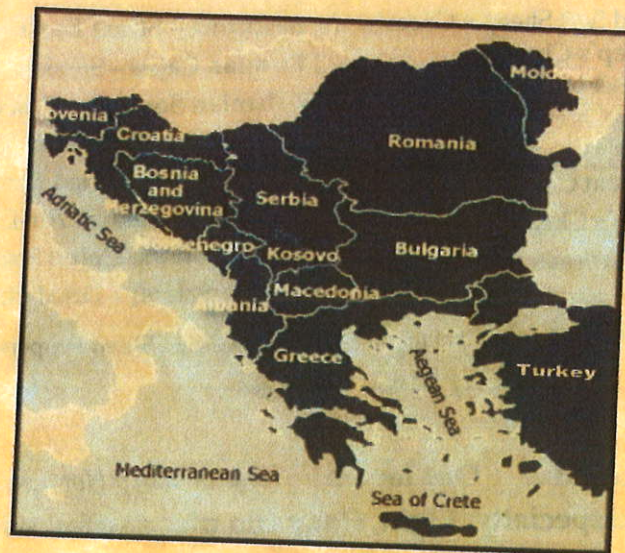 Moldova
ovenia
Croatia
Romania
Bosnia
and
Herzegovina
Serbia
Adriatic Sea
Montenegro
Kosovo
Bulgaria
Albania
Macedonia
Greece
Aegean Sea
Turkey
Mediterranean Sea
Sea of Crete